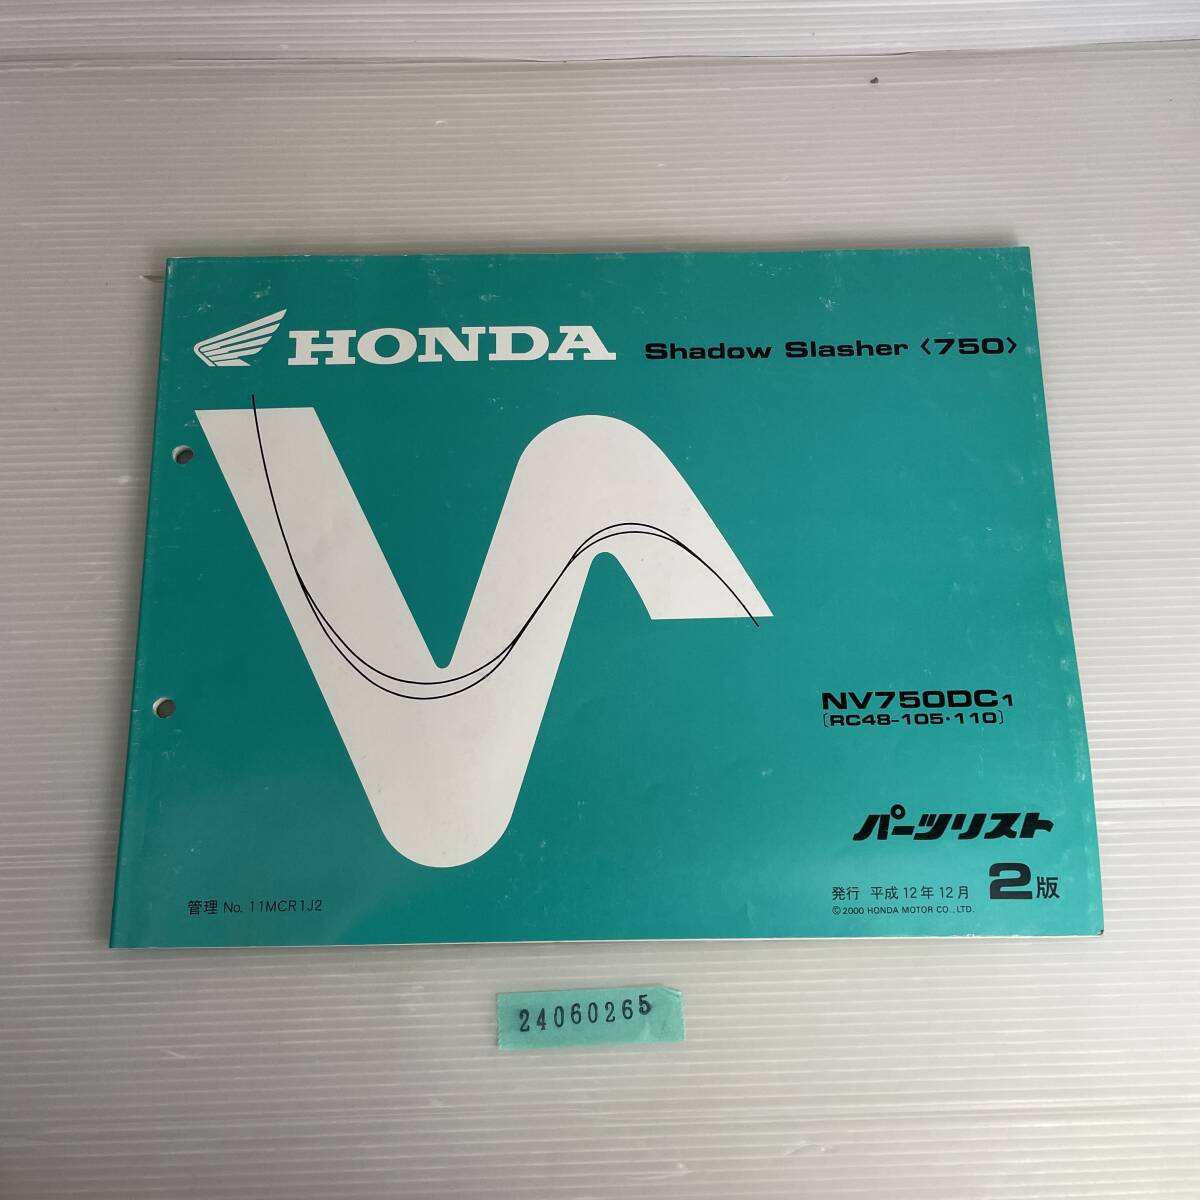 HONDA
Shadow Slasher〈750〉
NV750DC1
〔RC48-105・110〕
パーツリスト
発行 平成12年12月 2版
© 2000 HONDA MOTOR CO., LTD.
管理 No. 11MCR1J2
24060265